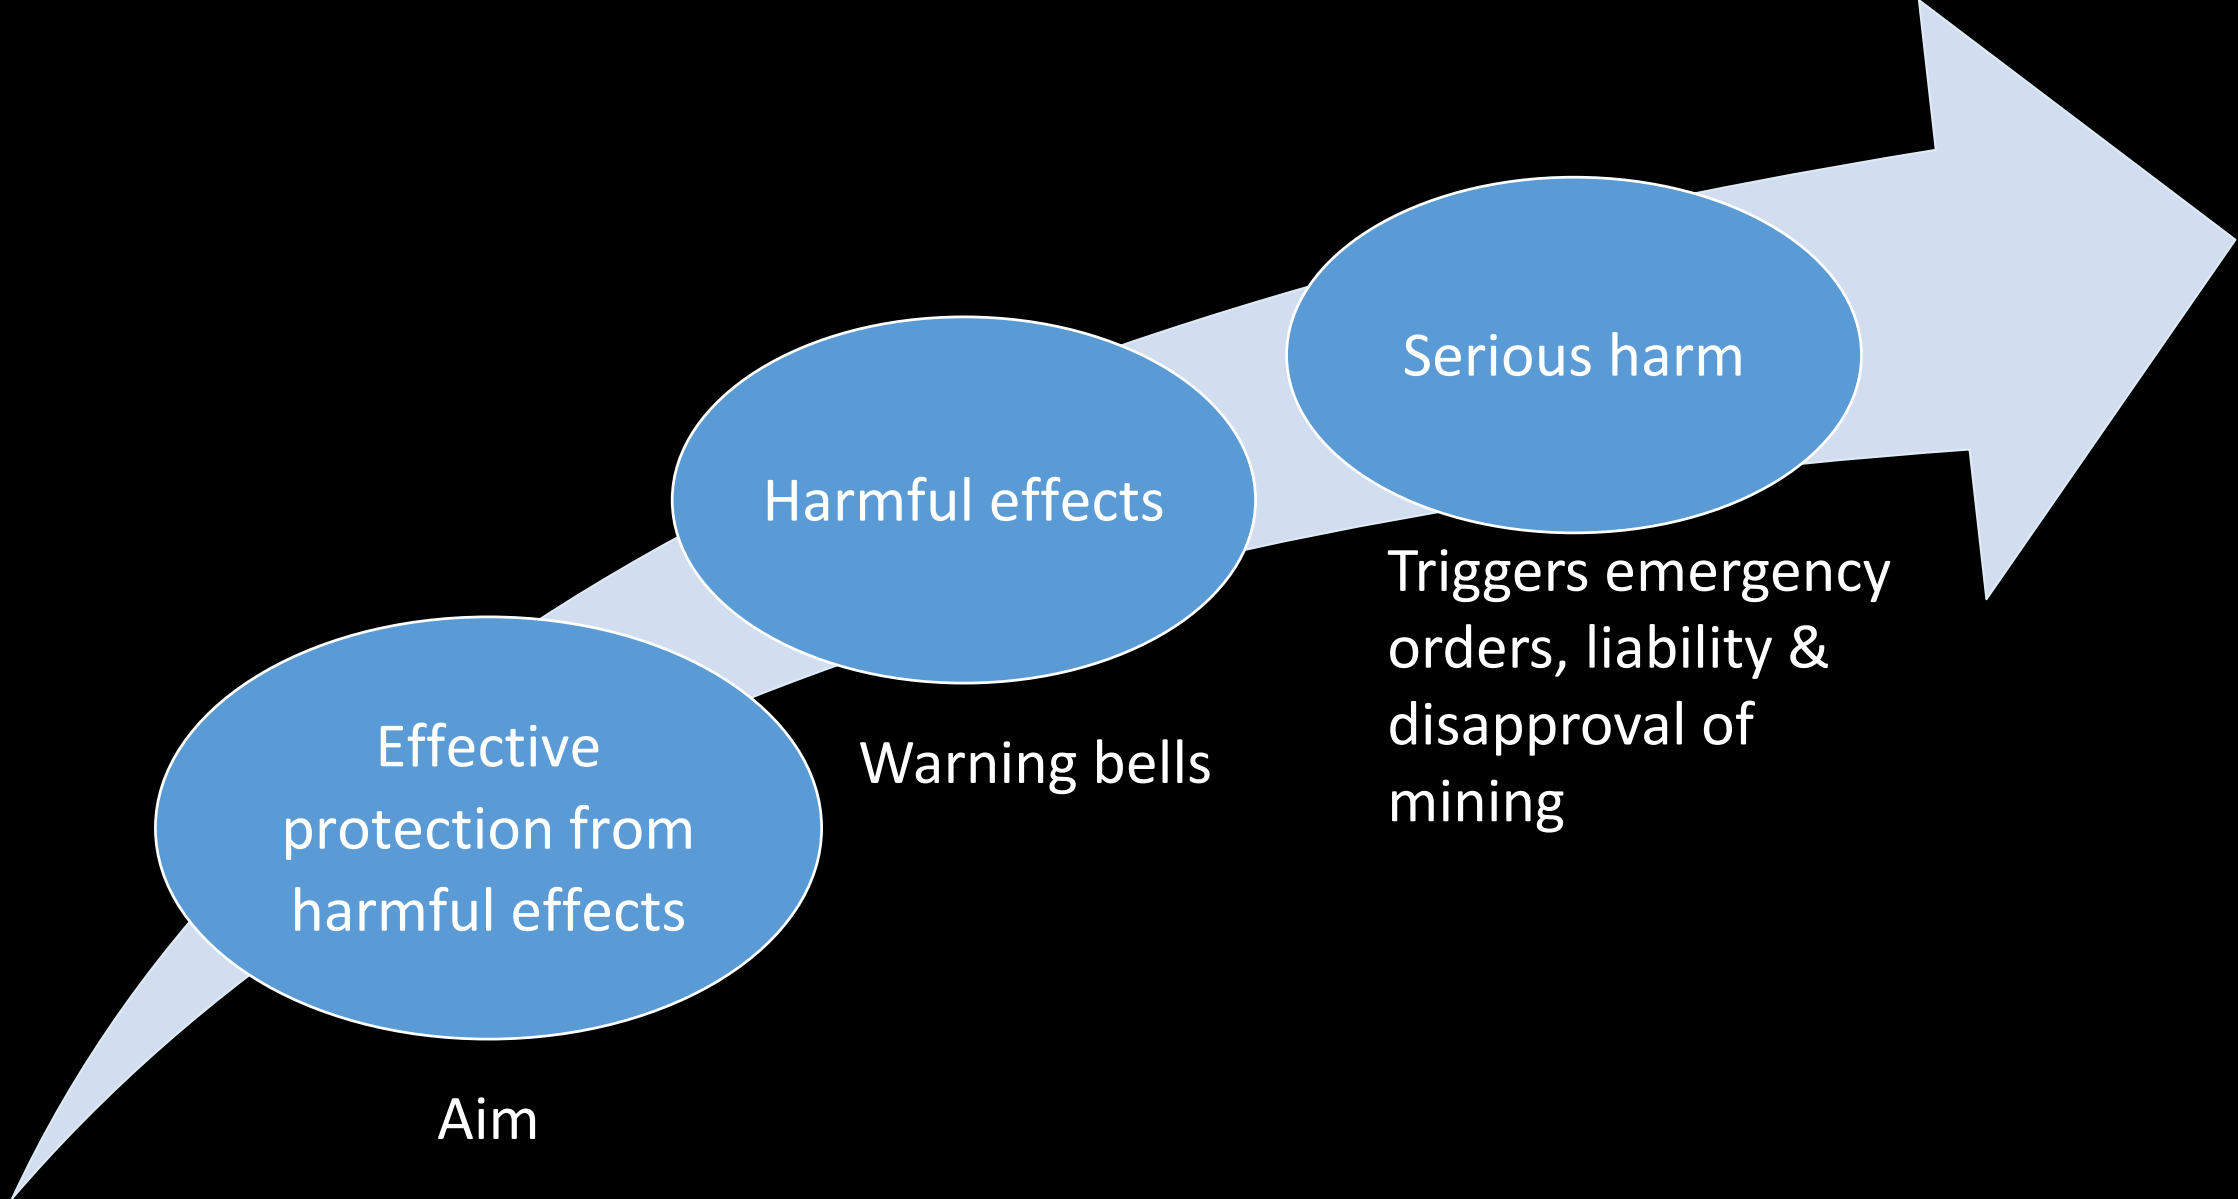 Effective
protection from
harmful effects
Aim
Harmful effects
Warning bells
Serious harm
Triggers emergency
orders, liability &
disapproval of
mining